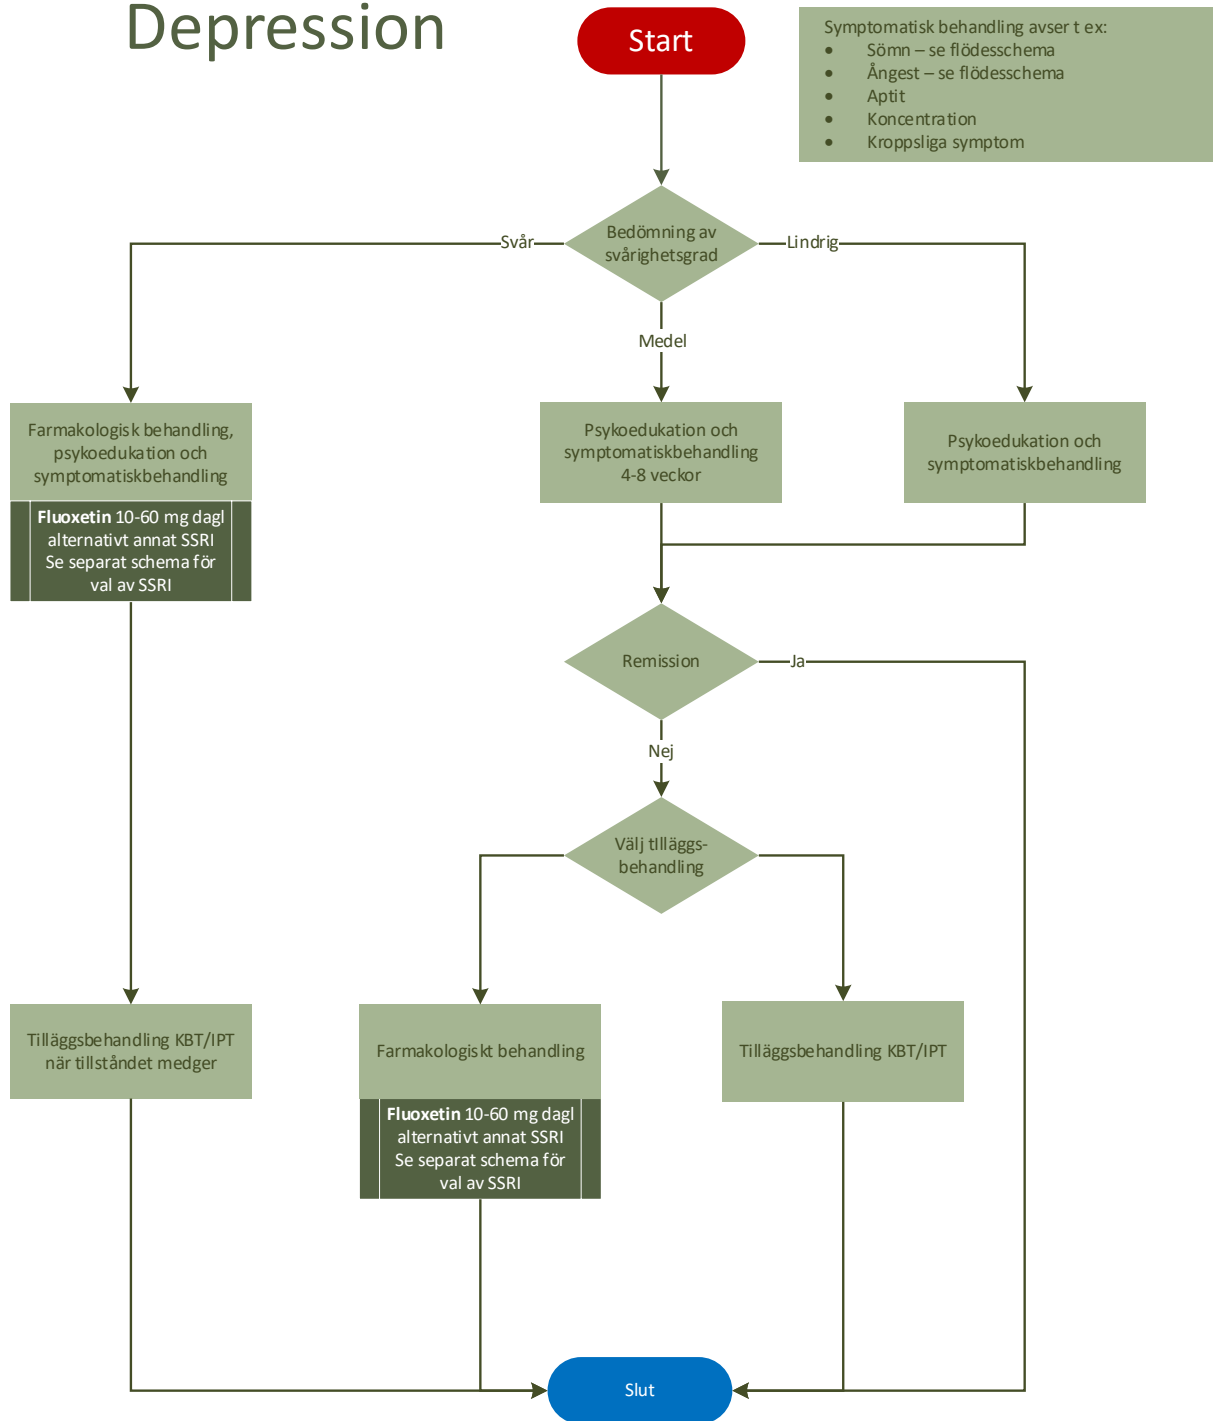 Depression
Start
Symptomatisk behandling avser t ex:
• Sömn – se flödesschema
• Ångest – se flödesschema
• Aptit
• Koncentration
• Kroppsliga symptom
Bedömning av
svårighetsgrad
Svår
Lindrig
Medel
Farmakologisk behandling,
psykoedukation och
symptomatiskbehandling
Fluoxetin 10-60 mg dagl
alternativt annat SSRI
Se separat schema för
val av SSRI
Psykoedukation och
symptomatiskbehandling
4-8 veckor
Psykoedukation och
symptomatiskbehandling
Remission
Ja
Nej
Välj tIlläggs-
behandling
Tilläggsbehandling KBT/IPT
när tillståndet medger
Farmakologiskt behandling
Fluoxetin 10-60 mg dagl
alternativt annat SSRI
Se separat schema för
val av SSRI
Tilläggsbehandling KBT/IPT
Slut